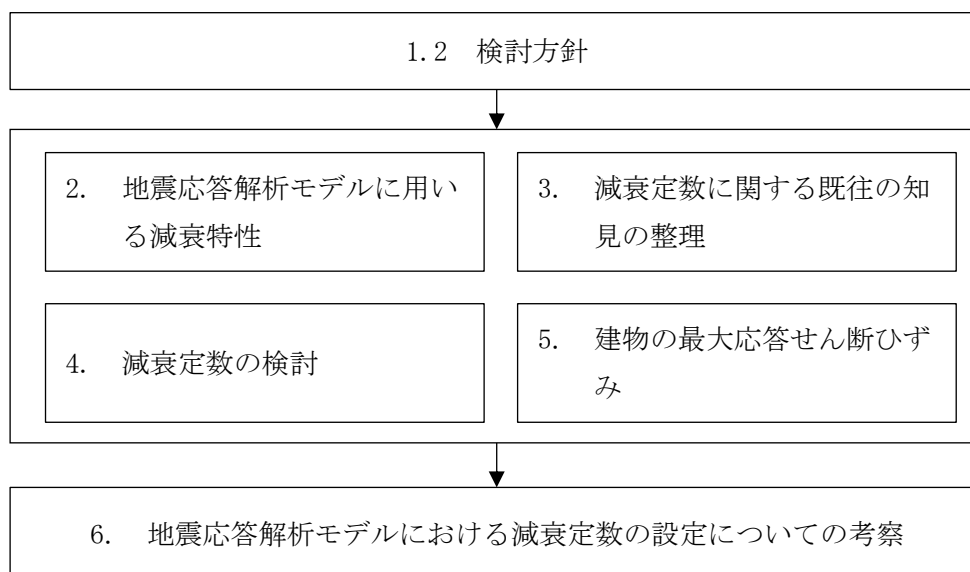 1.2 検討方針
2. 地震応答解析モデルに用い
る減衰特性
3. 減衰定数に関する既往の知
見の整理
4. 減衰定数の検討
5. 建物の最大応答せん断ひず
み
6. 地震応答解析モデルにおける減衰定数の設定についての考察